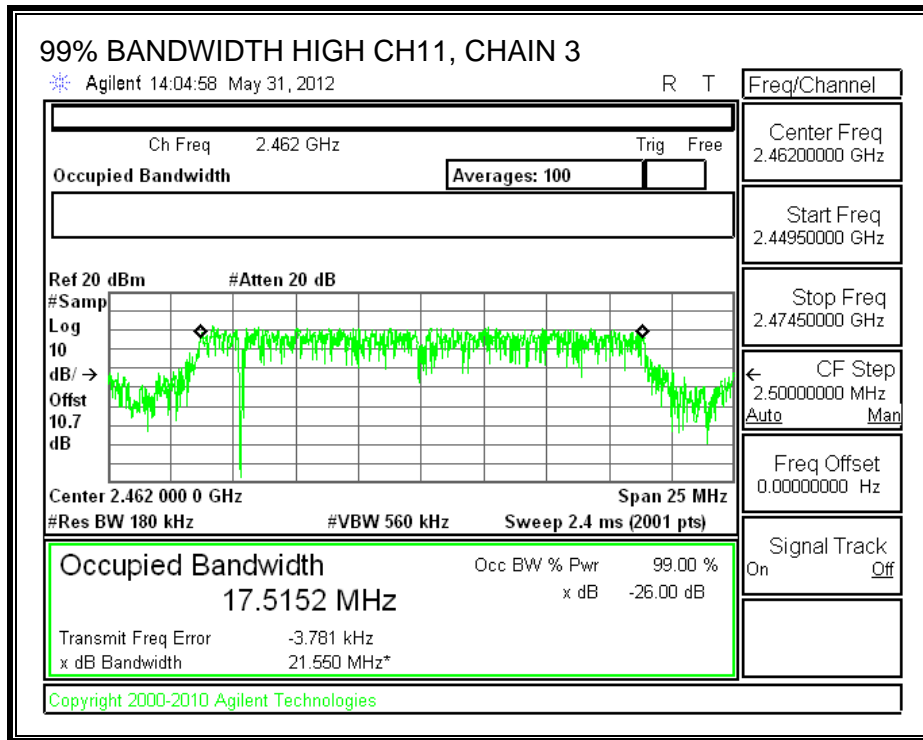 99% BANDWIDTH HIGH CH11, CHAIN 3
Agilent 14:04:58 May 31, 2012 R T
Ch Freq 2.462 GHz Trig Free
Occupied Bandwidth Averages: 100
Ref 20 dBm #Atten 20 dB
#Samp
Log
10
dB/
Offst
10.7
dB
Center 2.462 000 0 GHz Span 25 MHz
#Res BW 180 kHz #VBW 560 kHz Sweep 2.4 ms (2001 pts)
Occupied Bandwidth Occ BW % Pwr 99.00 %
17.5152 MHz x dB -26.00 dB
Transmit Freq Error -3.781 kHz
x dB Bandwidth 21.550 MHz*
Copyright 2000-2010 Agilent Technologies
Freq/Channel
Center Freq
2.46200000 GHz
Start Freq
2.44950000 GHz
Stop Freq
2.47450000 GHz
CF Step
2.50000000 MHz
Auto Man
Freq Offset
0.00000000 Hz
Signal Track
On Off